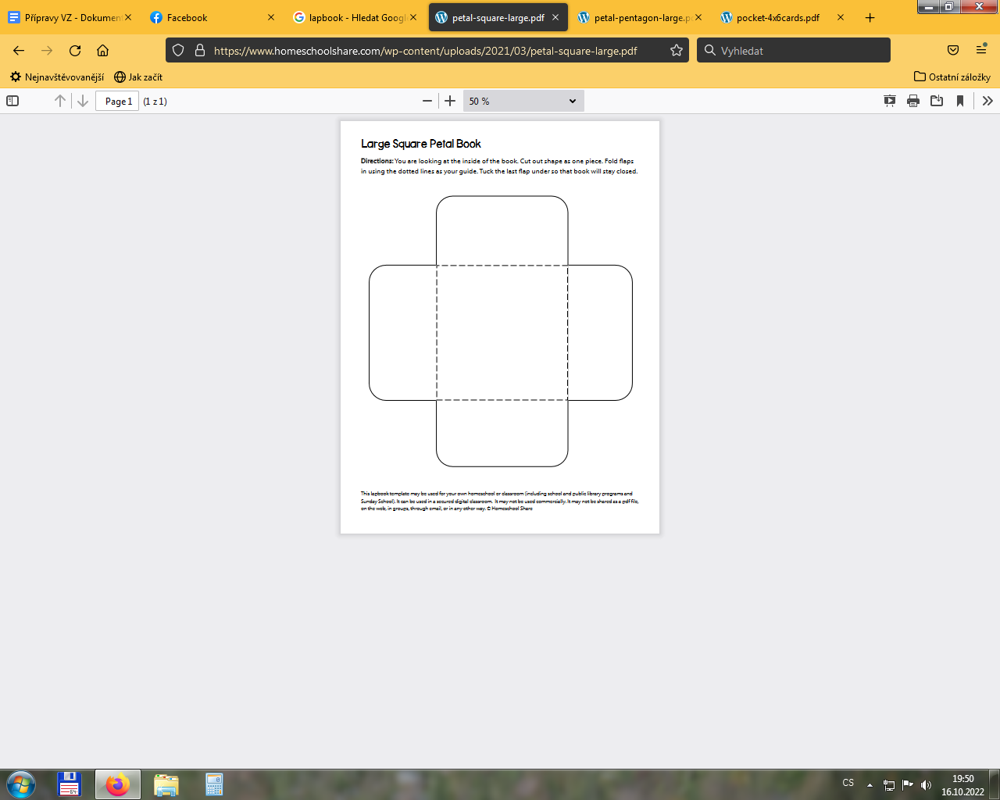 Přípravy VZ - Dokument
Facebook
lapbook - Hledat Googl
petal-square-large.pdf
petal-pentagon-large.p
pocket-4x6cards.pdf
https://www.homeschoolshare.com/wp-content/uploads/2021/03/petal-square-large.pdf
Vyhledat
Nejnavštěvovanější
Jak začít
Ostatní záložky
Page 1
(1 z 1)
50 %
Large Square Petal Book
Directions: You are looking at the inside of the book. Cut out shape as one piece. Fold flaps
in using the dotted lines as your guide. Tuck the last flap under so that book will stay closed.
This lapbook template may be used for your own homeschool or classroom (including school and public library programs and
Sunday School). It can be used in a secured digital classroom. It may not be used commercially. It may not be shared as a pdf file,
on the web, in groups, through email, or in any other way. © Homeschool Share
64
CS
19:50
16.10.2022